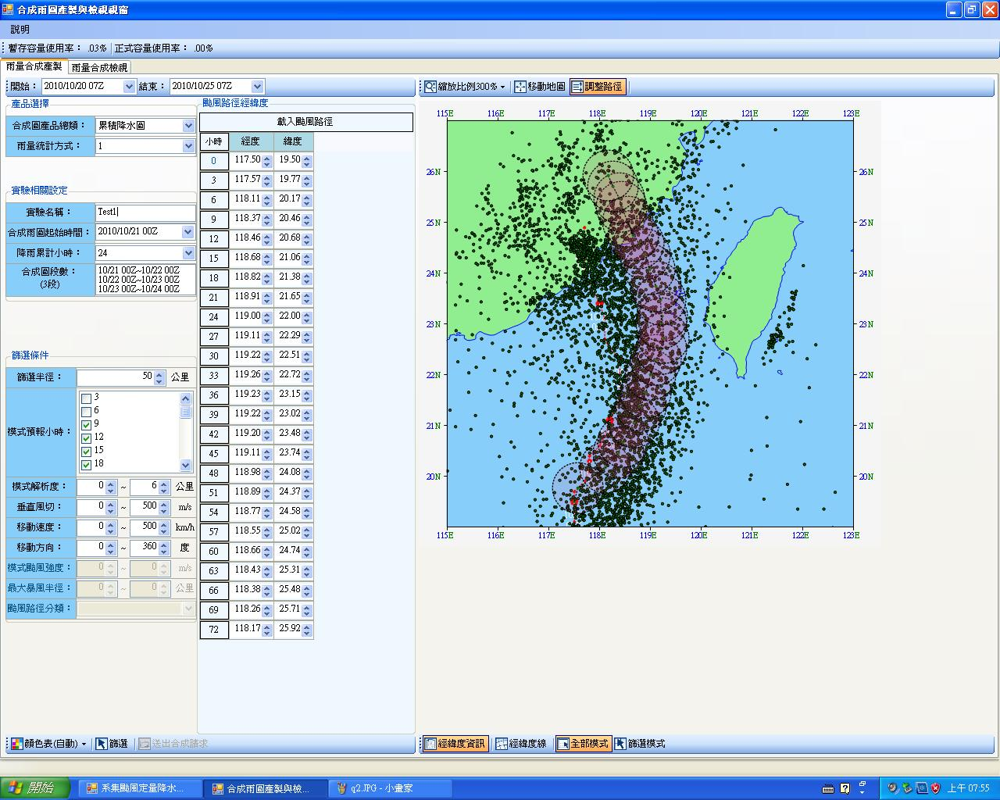 合成雨圖產製與檢視視窗
說明
暫存容量使用率： .03% 正式容量使用率： .00%
雨量合成產製 雨量合成檢視
開始： 2010/10/20 07Z 結束： 2010/10/25 07Z
縮放比例300% 移動地圖 調整路徑
產品選擇
合成圖產品總類： 累積降水圖
雨量統計方式： 1
實驗相關設定
實驗名稱： Test1
合成雨圖起始時間： 2010/10/21 00Z
降雨累計小時： 24
合成圖段數：
(3段)
10/21 00Z~10/22 00Z
10/22 00Z~10/23 00Z
10/23 00Z~10/24 00Z
篩選條件
篩選半徑： 50 公里
模式預報小時：
3
6
9
12
15
18
模式解析度： 0 ~ 6 公里
垂直風切： 0 ~ 500 m/s
移動速度： 0 ~ 500 km/h
移動方向： 0 ~ 360 度
模式颱風強度： 0 ~ 0 m/s
最大暴風半徑： 0 ~ 0 公里
颱風路徑分類：
颱風路徑經緯度
載入颱風路徑
小時 經度 緯度
0 117.50 19.50
3 117.57 19.77
6 118.11 20.17
9 118.37 20.46
12 118.46 20.68
15 118.68 21.06
18 118.82 21.38
21 118.91 21.65
24 119.00 22.00
27 119.11 22.29
30 119.22 22.51
33 119.26 22.72
36 119.23 23.15
39 119.22 23.02
42 119.20 23.48
45 119.11 23.74
48 118.98 24.08
51 118.89 24.37
54 118.77 24.58
57 118.55 25.02
60 118.66 24.74
63 118.43 25.31
66 118.38 25.48
69 118.26 25.71
72 118.17 25.92
115E 116E 117E 118E 119E 120E 121E 122E 123E
26N 26N
25N 25N
24N 24N
23N 23N
22N 22N
21N 21N
20N 20N
115E 116E 117E 118E 119E 120E 121E 122E 123E
顏色表(自動) 篩選 送出合成請求
經緯度資訊 經緯度線 全部模式 篩選模式
開始 系集颱風定量降水... 合成雨圖產製與檢... q2.JPG - 小畫家 上午 07:55